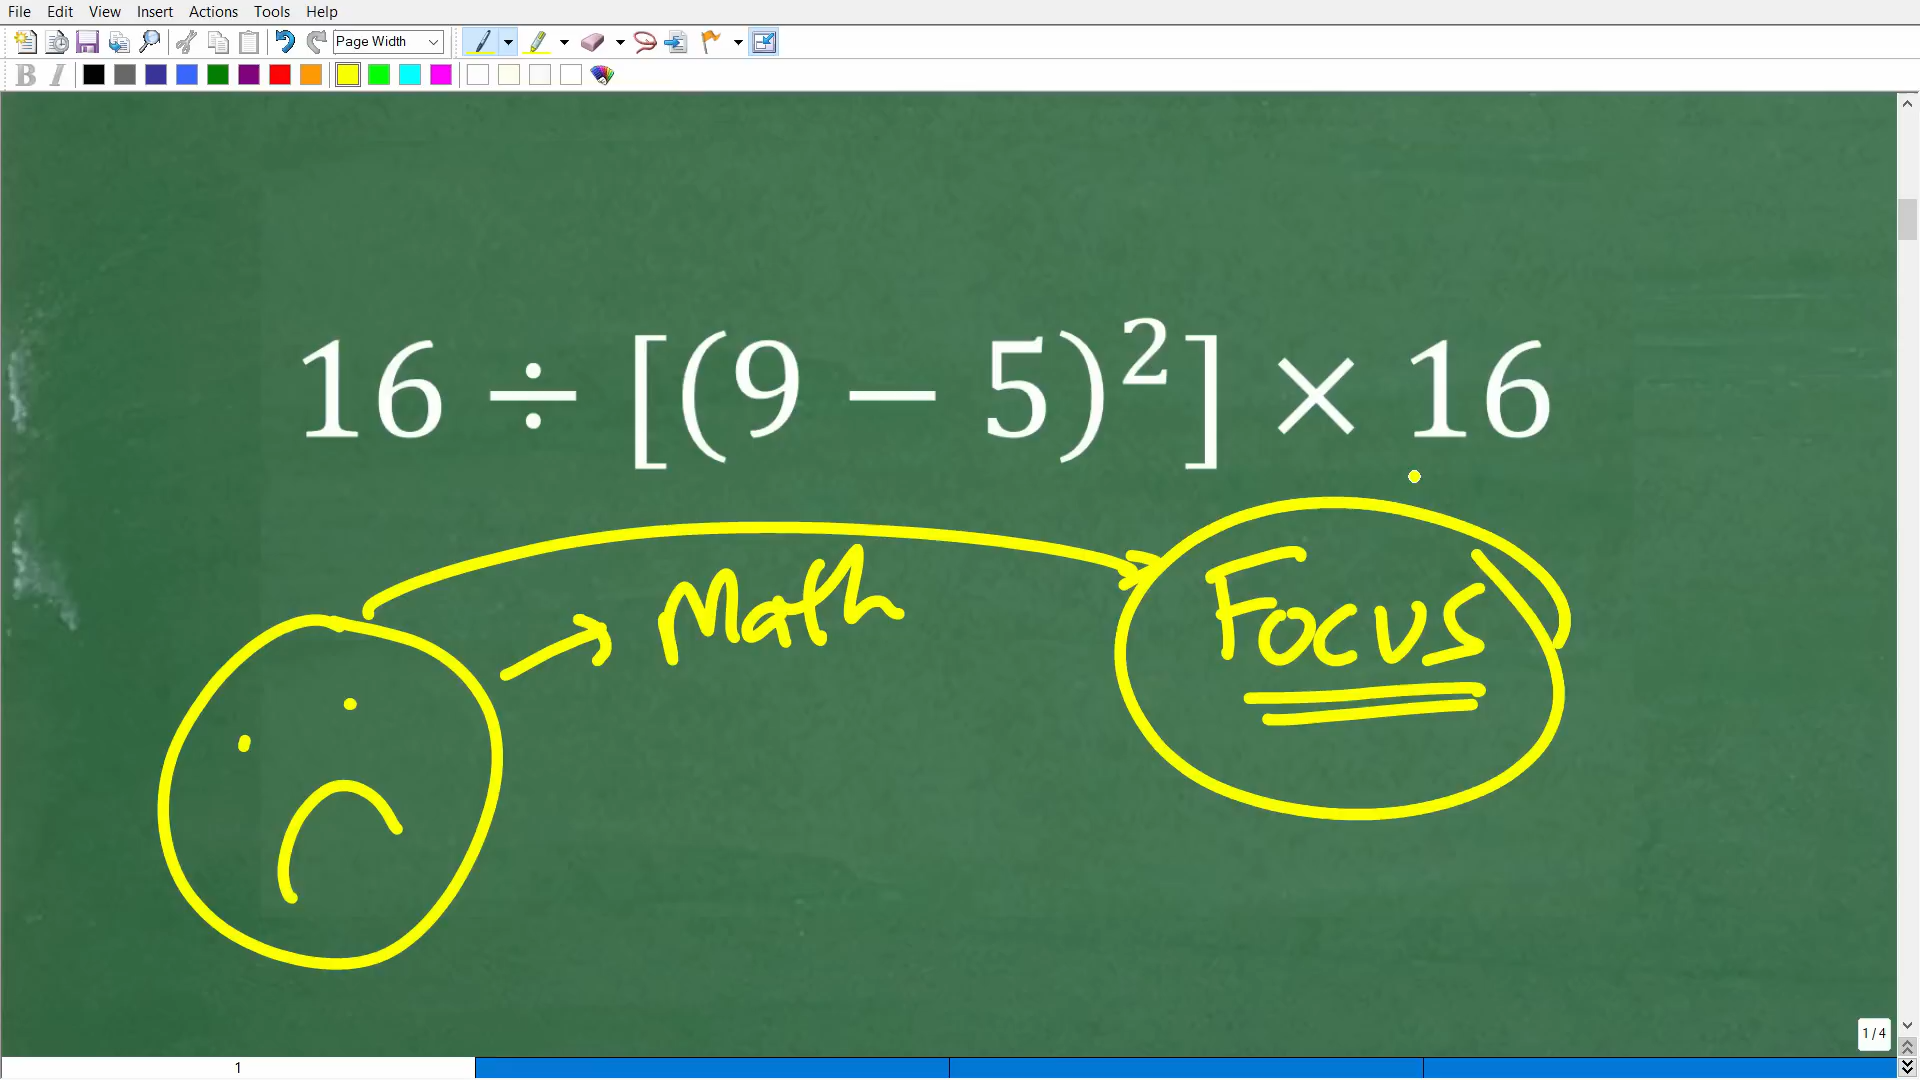 File Edit View Insert Actions Tools Help
Page Width
B I
16 ÷ [(9 − 5)²] × 16
Math
Focus
1 / 4
1